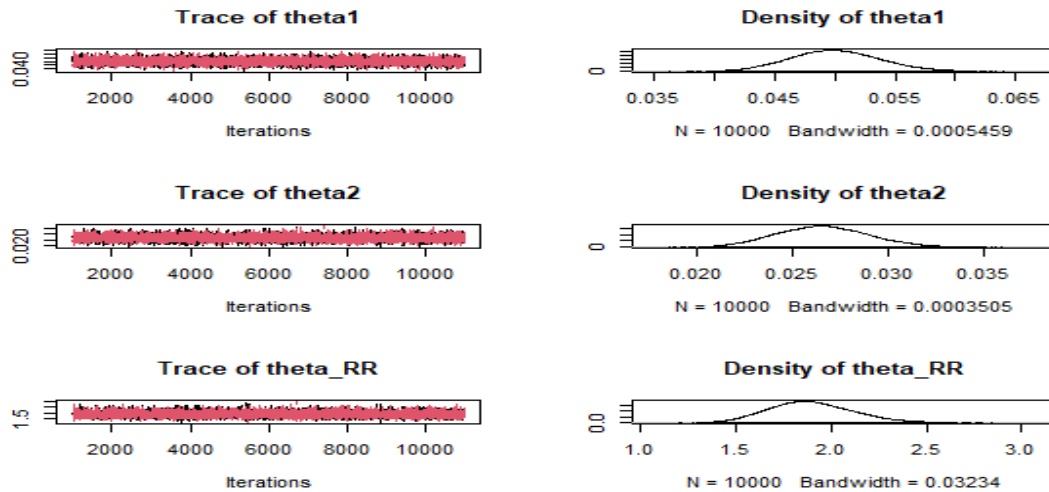 Trace of theta1
0.040
2000 4000 6000 8000 10000
Iterations
Density of theta1
0
0.035 0.045 0.055 0.065
N = 10000 Bandwidth = 0.0005459
Trace of theta2
0.020
2000 4000 6000 8000 10000
Iterations
Density of theta2
0
0.020 0.025 0.030 0.035
N = 10000 Bandwidth = 0.0003505
Trace of theta_RR
1.5
2000 4000 6000 8000 10000
Iterations
Density of theta_RR
0.0
1.0 1.5 2.0 2.5 3.0
N = 10000 Bandwidth = 0.03234